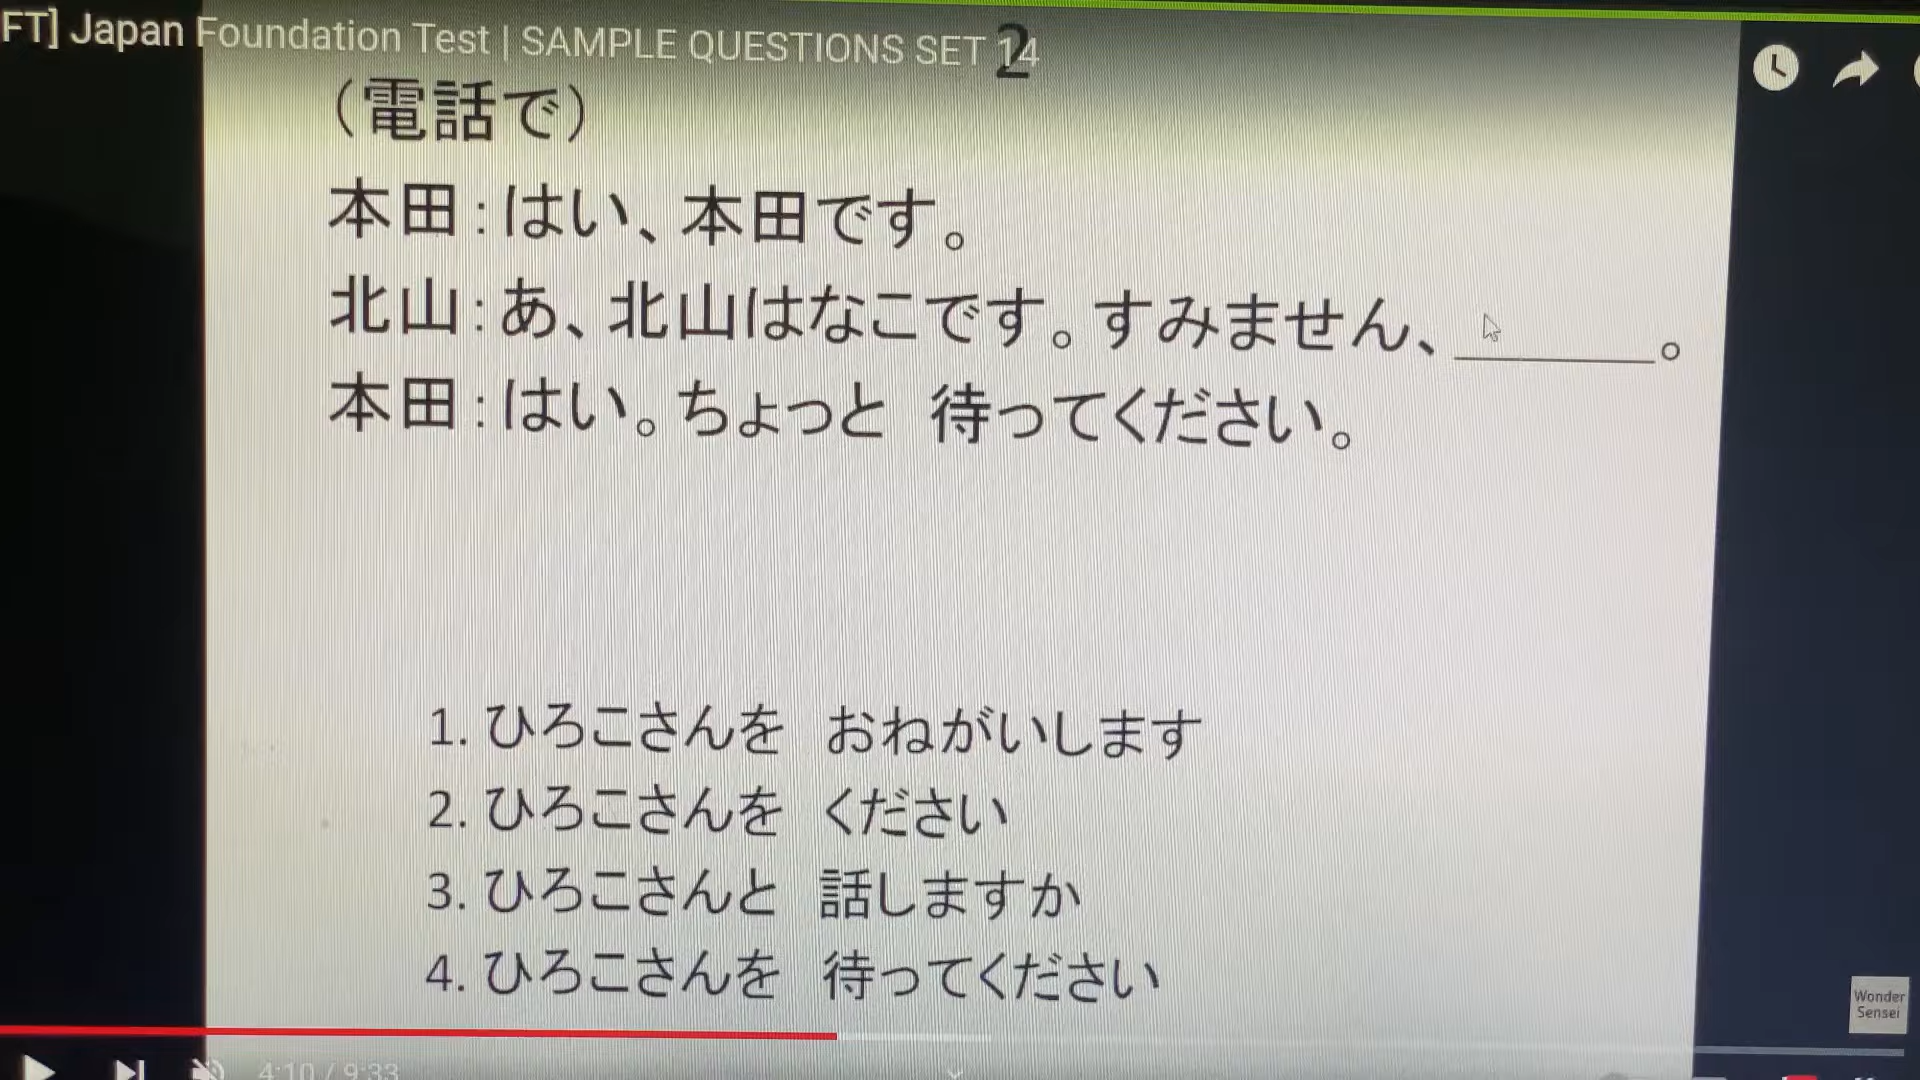 FT] Japan Foundation Test | SAMPLE QUESTIONS SET 14
2
（電話で）
本田：はい、本田です。
北山：あ、北山はなこです。すみません、______。
本田：はい。ちょっと 待ってください。
1. ひろこさんを おねがいします
2. ひろこさんを ください
3. ひろこさんと 話しますか
4. ひろこさんを 待ってください
Wonder
Sensei
4:10 / 9:33